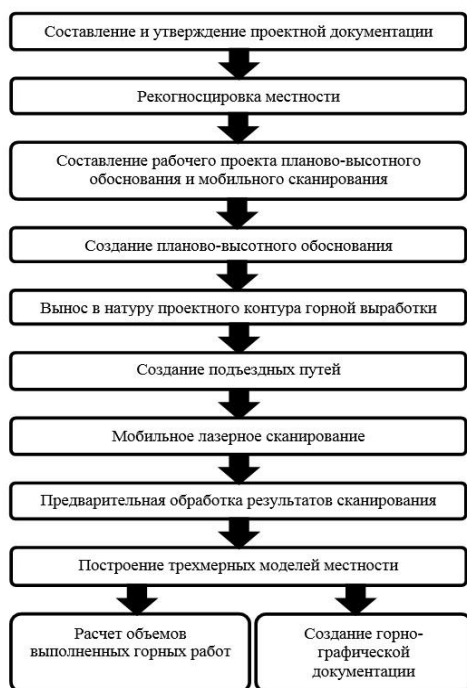 Составление и утверждение проектной документации
Рекогносцировка местности
Составление рабочего проекта планово-высотного
обоснования и мобильного сканирования
Создание планово-высотного обоснования
Вынос в натуру проектного контура горной выработки
Создание подъездных путей
Мобильное лазерное сканирование
Предварительная обработка результатов сканирования
Построение трехмерных моделей местности
Расчет объемов
выполненных горных работ
Создание горно-
графической
документации